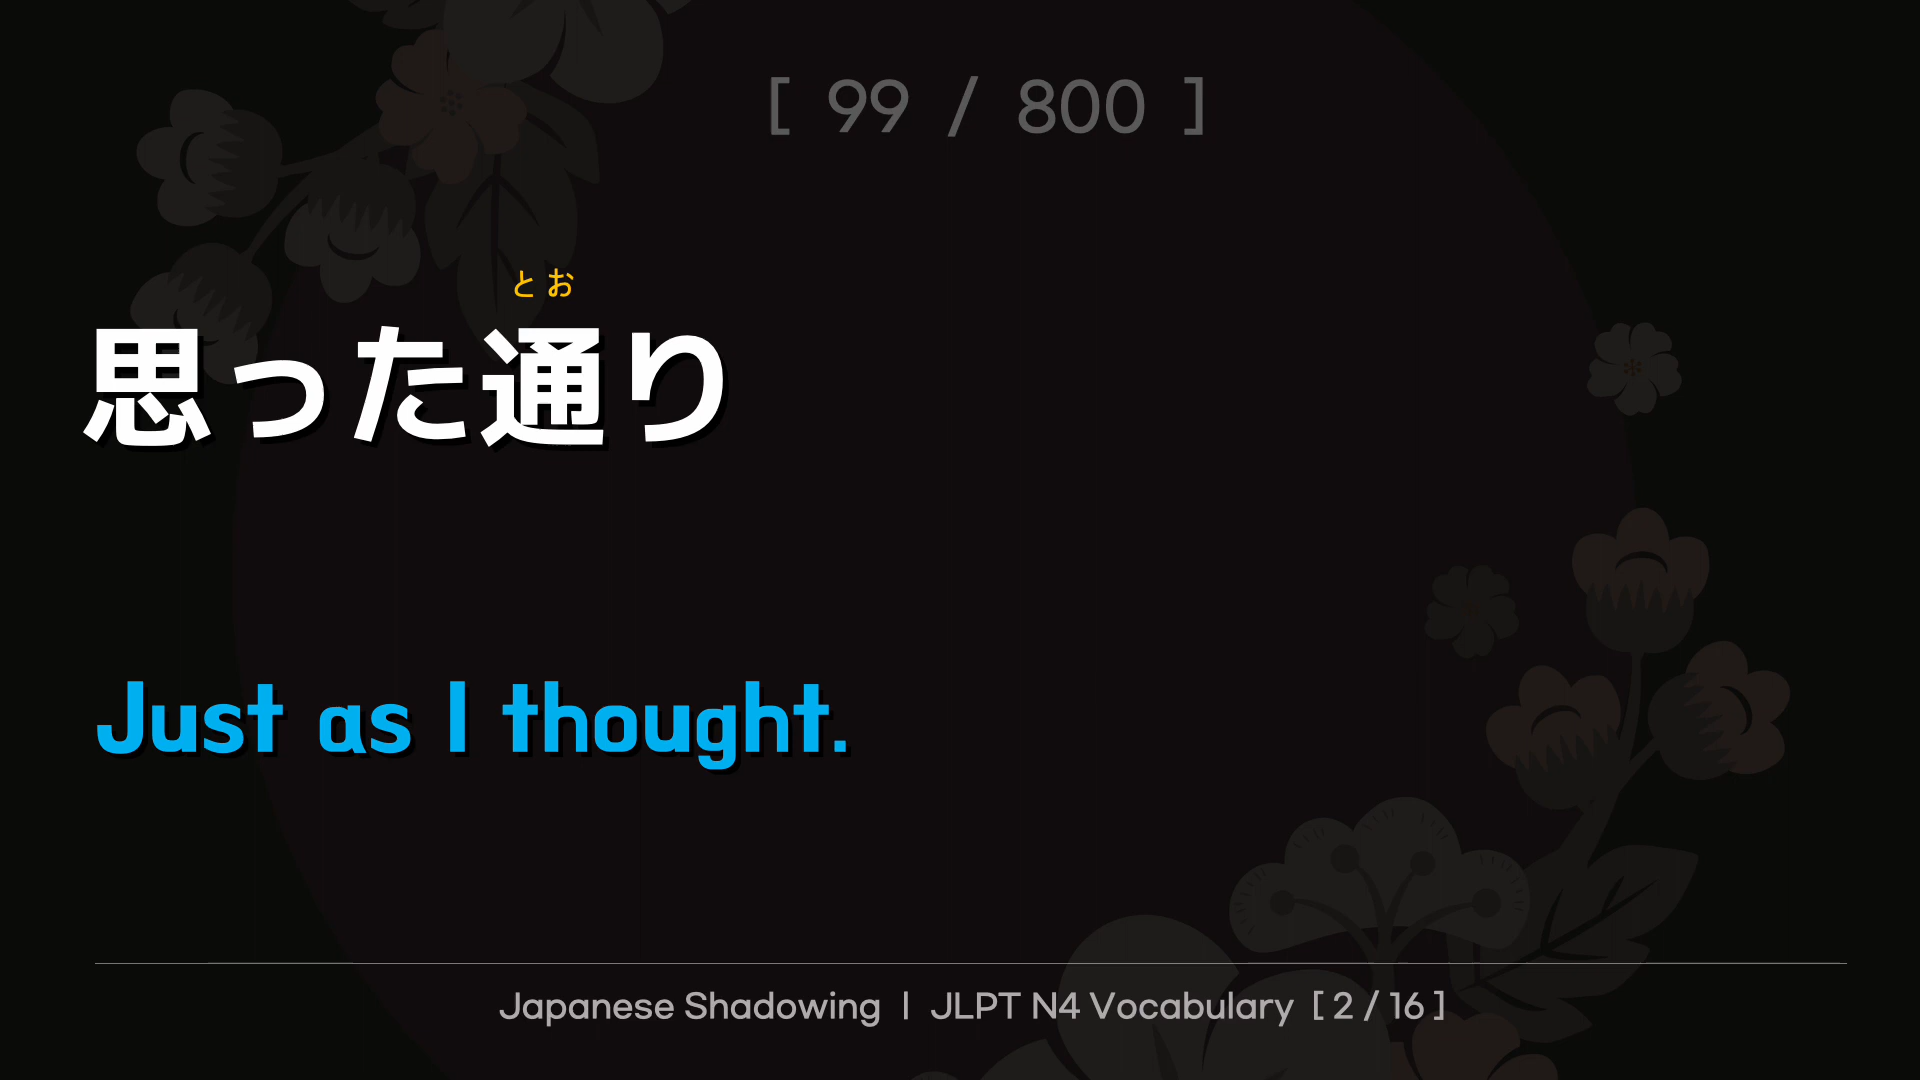 [ 99 / 800 ]
とお
思った通り
Just as I thought.
Japanese Shadowing | JLPT N4 Vocabulary [ 2 / 16 ]